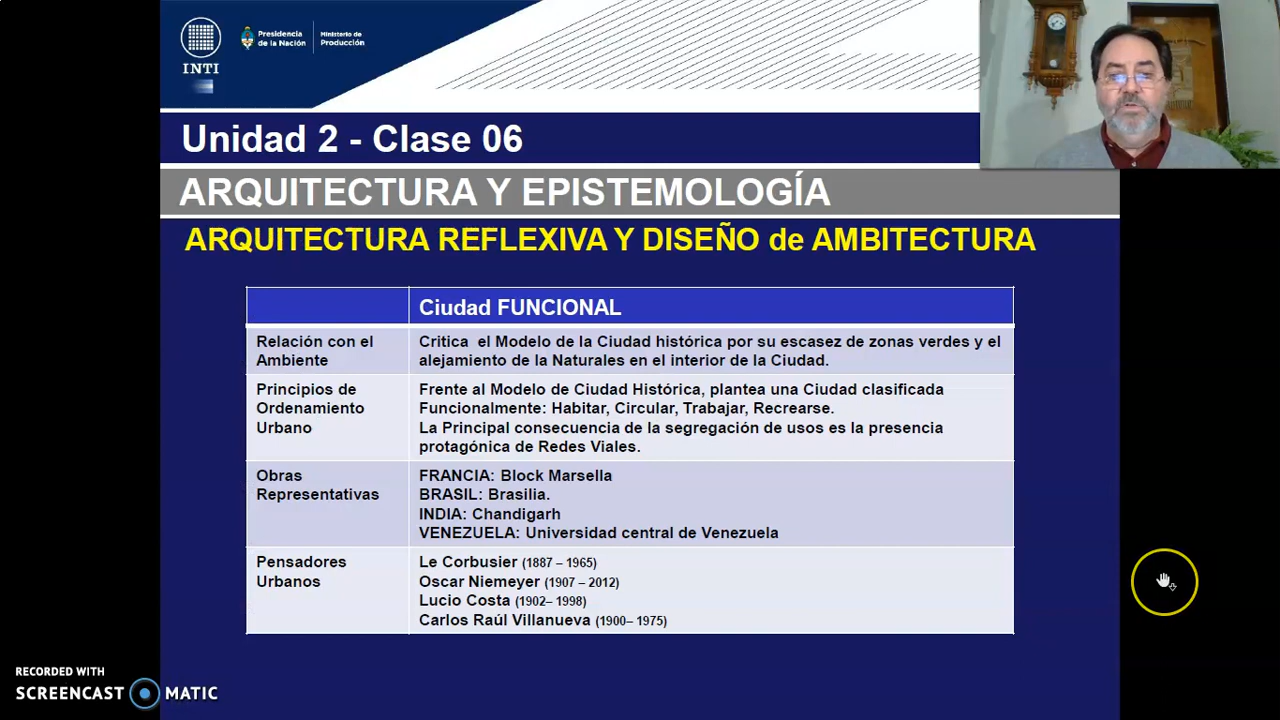 INTI
Presidencia
de la Nación
Ministerio de
Producción
Unidad 2 - Clase 06
ARQUITECTURA Y EPISTEMOLOGÍA
ARQUITECTURA REFLEXIVA Y DISEÑO de AMBITECTURA
Ciudad FUNCIONAL
Relación con el
Ambiente
Critica el Modelo de la Ciudad histórica por su escasez de zonas verdes y el
alejamiento de la Naturales en el interior de la Ciudad.
Principios de
Ordenamiento
Urbano
Frente al Modelo de Ciudad Histórica, plantea una Ciudad clasificada
Funcionalmente: Habitar, Circular, Trabajar, Recrearse.
La Principal consecuencia de la segregación de usos es la presencia
protagónica de Redes Viales.
Obras
Representativas
FRANCIA: Block Marsella
BRASIL: Brasilia.
INDIA: Chandigarh
VENEZUELA: Universidad central de Venezuela
Pensadores
Urbanos
Le Corbusier (1887 – 1965)
Oscar Niemeyer (1907 – 2012)
Lucio Costa (1902– 1998)
Carlos Raúl Villanueva (1900– 1975)
RECORDED WITH
SCREENCAST MATIC